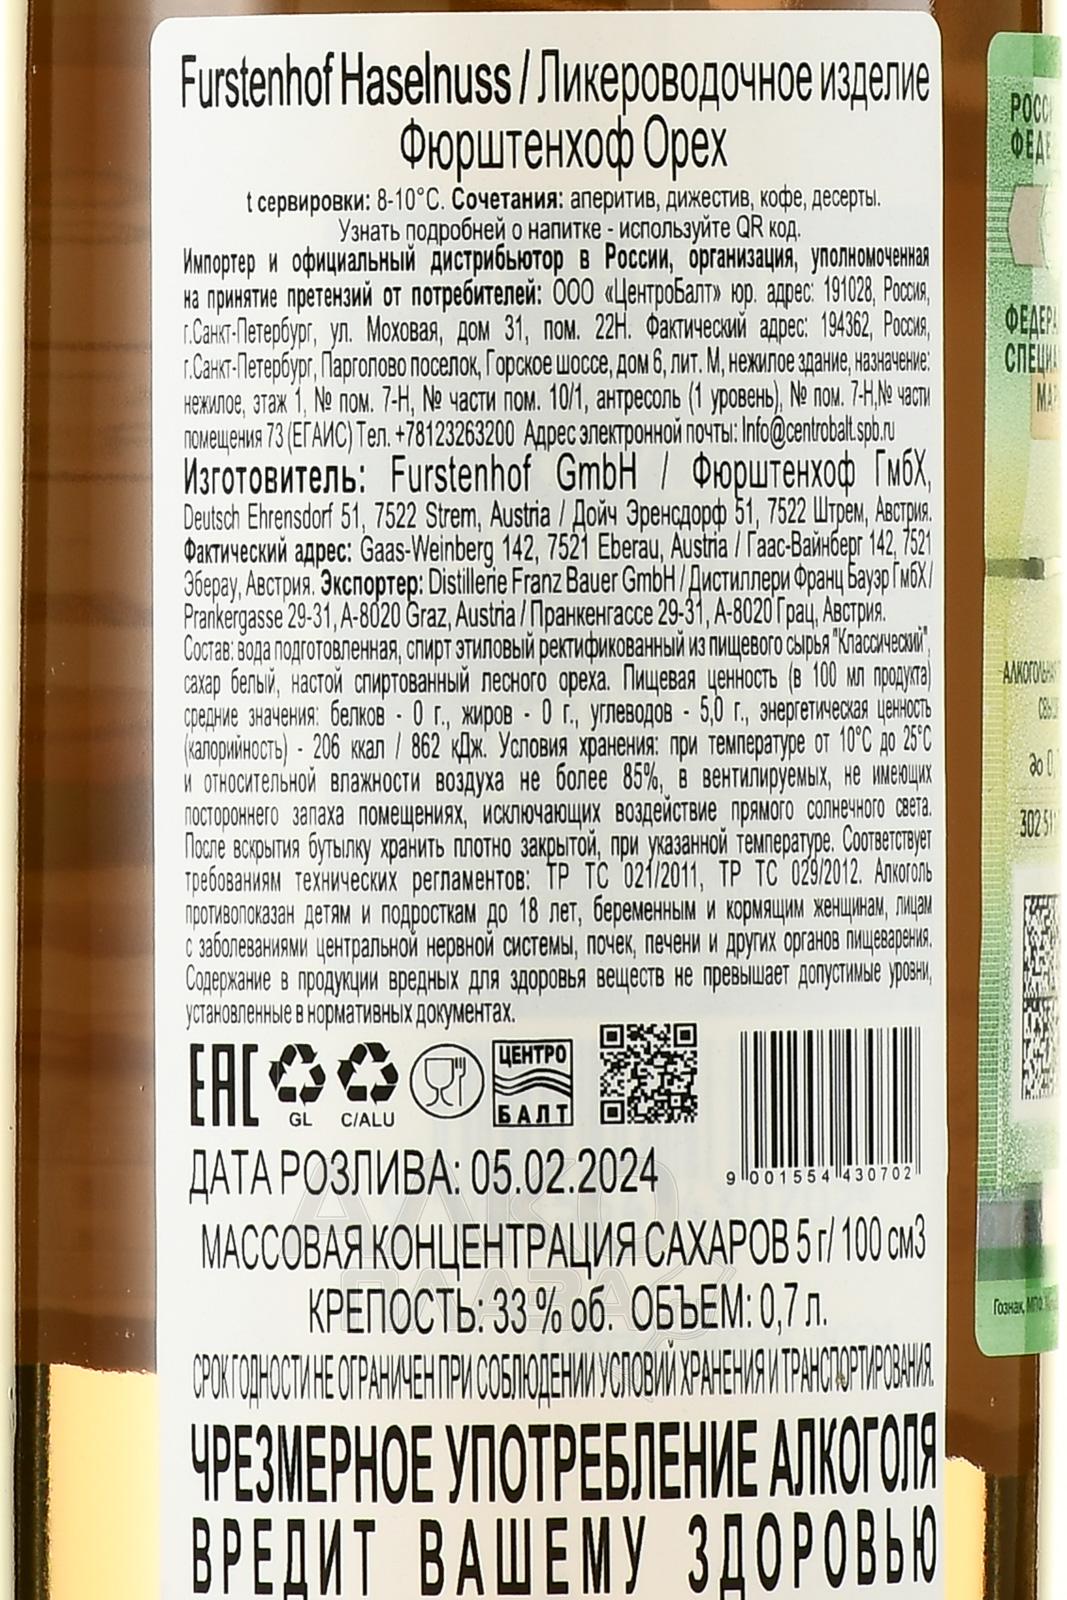 Furstenhof Haselnuss / Ликероводочное изделие
Фюрштенхоф Орех
t сервировки: 8-10°C. Сочетания: аперитив, дижестив, кофе, десерты.
Узнать подробней о напитке - используйте QR код.
Импортер и официальный дистрибьютор в России, организация, уполномоченная
на принятие претензий от потребителей: ООО «ЦентроБалт» юр. адрес: 191028, Россия,
г.Санкт-Петербург, ул. Моховая, дом 31, пом. 22Н. Фактический адрес: 194362, Россия,
г.Санкт-Петербург, Парголово поселок, Горское шоссе, дом 6, лит. М, нежилое здание, назначение:
нежилое, этаж 1, № пом. 7-Н, № части пом. 10/1, антресоль (1 уровень), № пом. 7-Н,№ части
помещения 73 (ЕГАИС) Тел. +78123263200 Адрес электронной почты: Info@centrobalt.spb.ru
Изготовитель: Furstenhof GmbH / Фюрштенхоф ГмбХ,
Deutsch Ehrensdorf 51, 7522 Strem, Austria / Дойч Эренсдорф 51, 7522 Штрем, Австрия.
Фактический адрес: Gaas-Weinberg 142, 7521 Eberau, Austria / Гаас-Вайнберг 142, 7521
Эберау, Австрия. Экспортер: Distillerie Franz Bauer GmbH / Дистиллери Франц Бауэр ГмбХ /
Prankergasse 29-31, A-8020 Graz, Austria / Пранкенгассе 29-31, А-8020 Грац, Австрия.
Состав: вода подготовленная, спирт этиловый ректификованный из пищевого сырья "Классический",
сахар белый, настой спиртованный лесного ореха. Пищевая ценность (в 100 мл продукта)
средние значения: белков - 0 г., жиров - 0 г., углеводов - 5,0 г., энергетическая ценность
(калорийность) - 206 ккал / 862 кДж. Условия хранения: при температуре от 10°C до 25°C
и относительной влажности воздуха не более 85%, в вентилируемых, не имеющих
постороннего запаха помещениях, исключающих воздействие прямого солнечного света.
После вскрытия бутылку хранить плотно закрытой, при указанной температуре. Соответствует
требованиям технических регламентов: ТР ТС 021/2011, ТР ТС 029/2012. Алкоголь
противопоказан детям и подросткам до 18 лет, беременным и кормящим женщинам, лицам
с заболеваниями центральной нервной системы, почек, печени и других органов пищеварения.
Содержание в продукции вредных для здоровья веществ не превышает допустимые уровни,
установленные в нормативных документах.
ЕАС GL C/ALU ЦЕНТРО
БАЛТ
9 001554 430702
ДАТА РОЗЛИВА: 05.02.2024
МАССОВАЯ КОНЦЕНТРАЦИЯ САХАРОВ 5 г/ 100 см3
КРЕПОСТЬ: 33 % об. ОБЪЕМ: 0,7 л.
СРОК ГОДНОСТИ НЕ ОГРАНИЧЕН ПРИ СОБЛЮДЕНИИ УСЛОВИЙ ХРАНЕНИЯ И ТРАНСПОРТИРОВАНИЯ.
ЧРЕЗМЕРНОЕ УПОТРЕБЛЕНИЕ АЛКОГОЛЯ
ВРЕДИТ ВАШЕМУ ЗДОРОВЬЮ
АЛКО
ПЛАЗА
до 0,
302 51
Гознак, МПФ